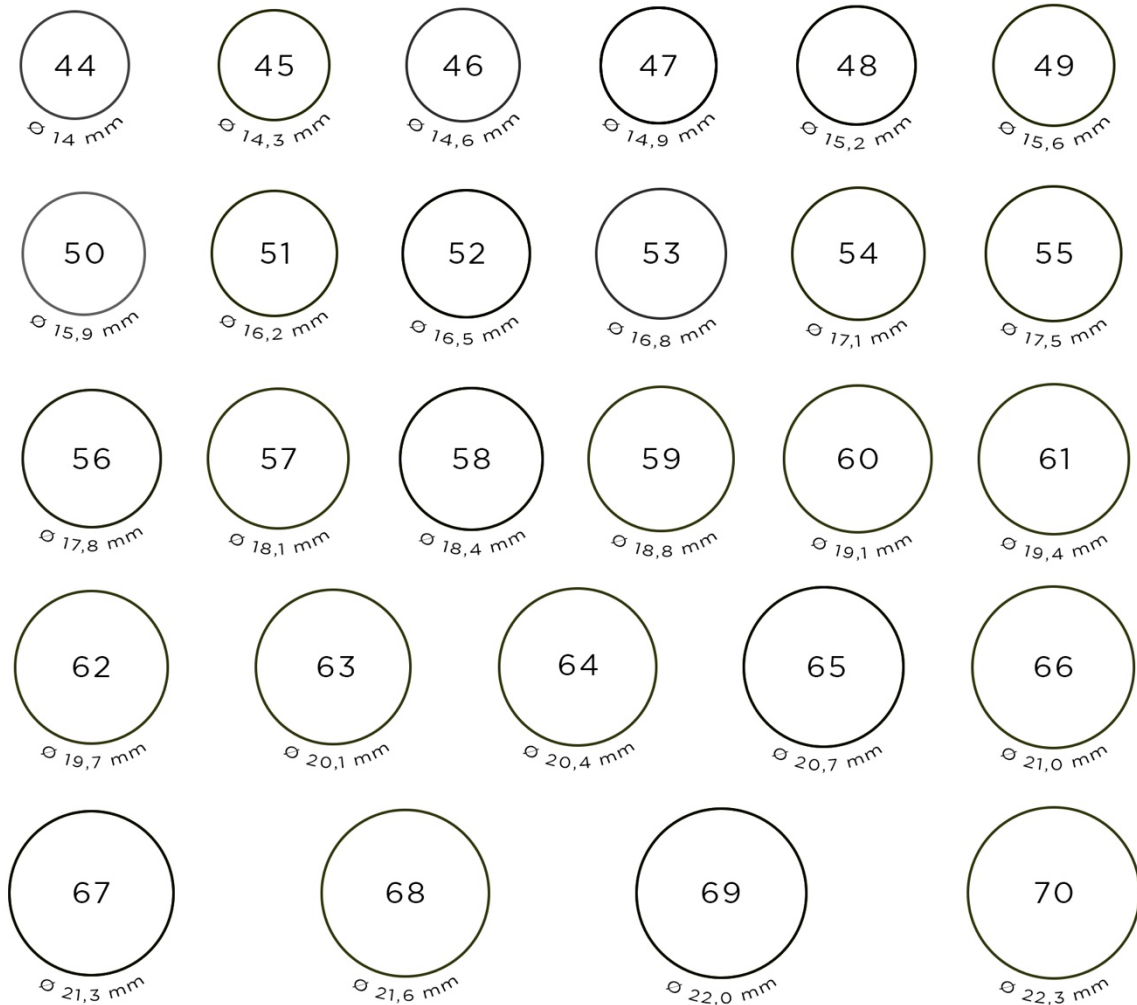 44 45 46 47 48 49
Ø 14 mm Ø 14,3 mm Ø 14,6 mm Ø 14,9 mm Ø 15,2 mm Ø 15,6 mm
50 51 52 53 54 55
Ø 15,9 mm Ø 16,2 mm Ø 16,5 mm Ø 16,8 mm Ø 17,1 mm Ø 17,5 mm
56 57 58 59 60 61
Ø 17,8 mm Ø 18,1 mm Ø 18,4 mm Ø 18,8 mm Ø 19,1 mm Ø 19,4 mm
62 63 64 65 66
Ø 19,7 mm Ø 20,1 mm Ø 20,4 mm Ø 20,7 mm Ø 21,0 mm
67 68 69 70
Ø 21,3 mm Ø 21,6 mm Ø 22,0 mm Ø 22,3 mm